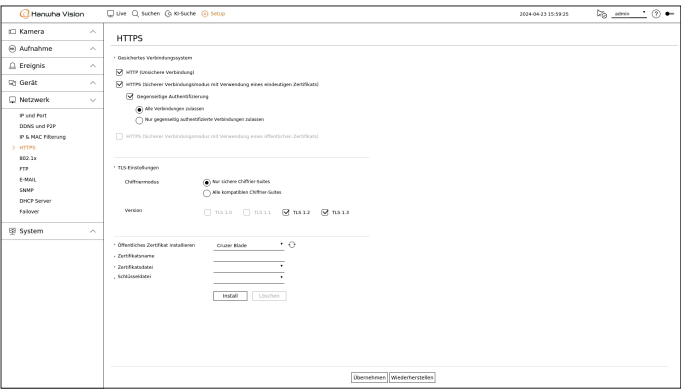 Hanwha Vision
Live Suchen KI-Suche Setup 2024-04-23 15:59:25 admin
Kamera
Aufnahme
Ereignis
Gerät
Netzwerk
IP und Port
DDNS und P2P
IP & MAC Filterung
HTTPS
802.1x
FTP
E-MAIL
SNMP
DHCP Server
Failover
System
HTTPS
Gesichertes Verbindungssystem
HTTP (Unsichere Verbindung)
HTTPS (Sicherer Verbindungsmodus mit Verwendung eines eindeutigen Zertifikats)
Gegenseitige Authentifizierung
Alle Verbindungen zulassen
Nur gegenseitig authentifizierte Verbindungen zulassen
HTTPS (Sicherer Verbindungsmodus mit Verwendung eines öffentlichen Zertifikats)
TLS-Einstellungen
Chiffriermodus Nur sichere Chiffrier-Suites
Alle kompatiblen Chiffrier-Suites
Version TLS 1.0 TLS 1.1 TLS 1.2 TLS 1.3
Öffentliches Zertifikat installieren Cruzer Blade
Zertifikatsname
Zertifikatsdatei
Schlüsseldatei
Install Löschen
Übernehmen Wiederherstellen